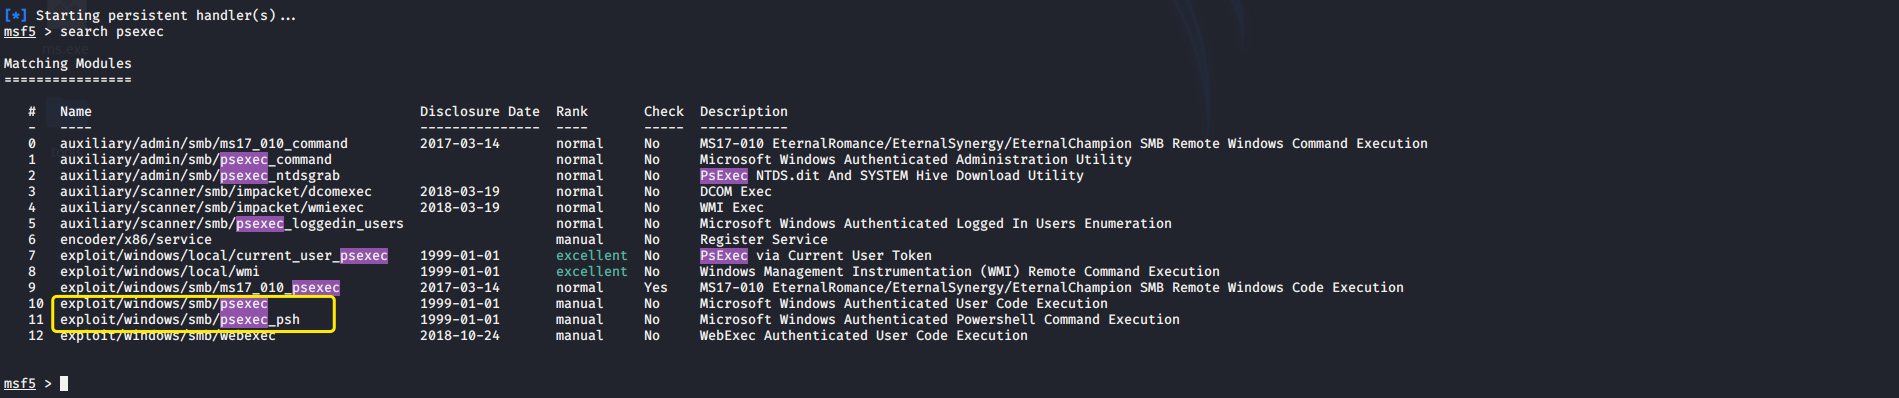 [*] Starting persistent handler(s)...
msf5 > search psexec
ms.exe
Matching Modules
================
#  Name  Disclosure Date  Rank  Check  Description
-  ----  ---------------  ----  -----  -----------
0  auxiliary/admin/smb/ms17_010_command  2017-03-14  normal  No  MS17-010 EternalRomance/EternalSynergy/EternalChampion SMB Remote Windows Command Execution
1  auxiliary/admin/smb/psexec_command  normal  No  Microsoft Windows Authenticated Administration Utility
2  auxiliary/admin/smb/psexec_ntdsgrab  normal  No  PsExec NTDS.dit And SYSTEM Hive Download Utility
3  auxiliary/scanner/smb/impacket/dcomexec  2018-03-19  normal  No  DCOM Exec
4  auxiliary/scanner/smb/impacket/wmiexec  2018-03-19  normal  No  WMI Exec
5  auxiliary/scanner/smb/psexec_loggedin_users  normal  No  Microsoft Windows Authenticated Logged In Users Enumeration
6  encoder/x86/service  manual  No  Register Service
7  exploit/windows/local/current_user_psexec  1999-01-01  excellent  No  PsExec via Current User Token
8  exploit/windows/local/wmi  1999-01-01  excellent  No  Windows Management Instrumentation (WMI) Remote Command Execution
9  exploit/windows/smb/ms17_010_psexec  2017-03-14  normal  Yes  MS17-010 EternalRomance/EternalSynergy/EternalChampion SMB Remote Windows Code Execution
10  exploit/windows/smb/psexec  1999-01-01  manual  No  Microsoft Windows Authenticated User Code Execution
11  exploit/windows/smb/psexec_psh  1999-01-01  manual  No  Microsoft Windows Authenticated Powershell Command Execution
12  exploit/windows/smb/webexec  2018-10-24  manual  No  WebExec Authenticated User Code Execution
msf5 >